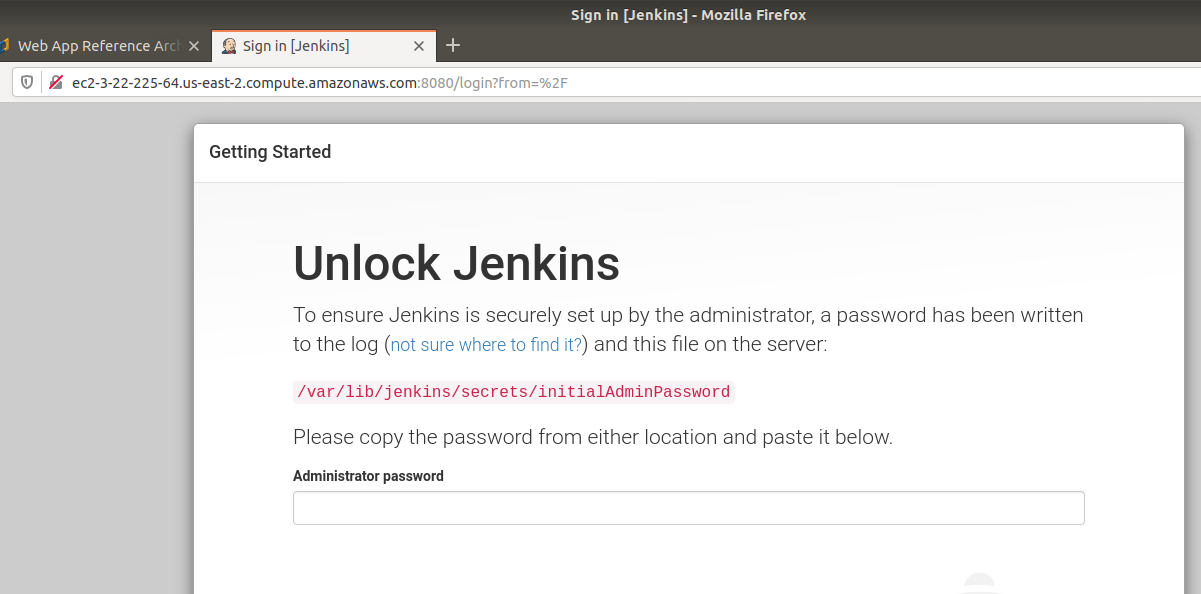 Sign in [Jenkins] - Mozilla Firefox
Web App Reference Arch
Sign in [Jenkins]
ec2-3-22-225-64.us-east-2.compute.amazonaws.com:8080/login?from=%2F
Getting Started
Unlock Jenkins
To ensure Jenkins is securely set up by the administrator, a password has been written
to the log (not sure where to find it?) and this file on the server:
/var/lib/jenkins/secrets/initialAdminPassword
Please copy the password from either location and paste it below.
Administrator password